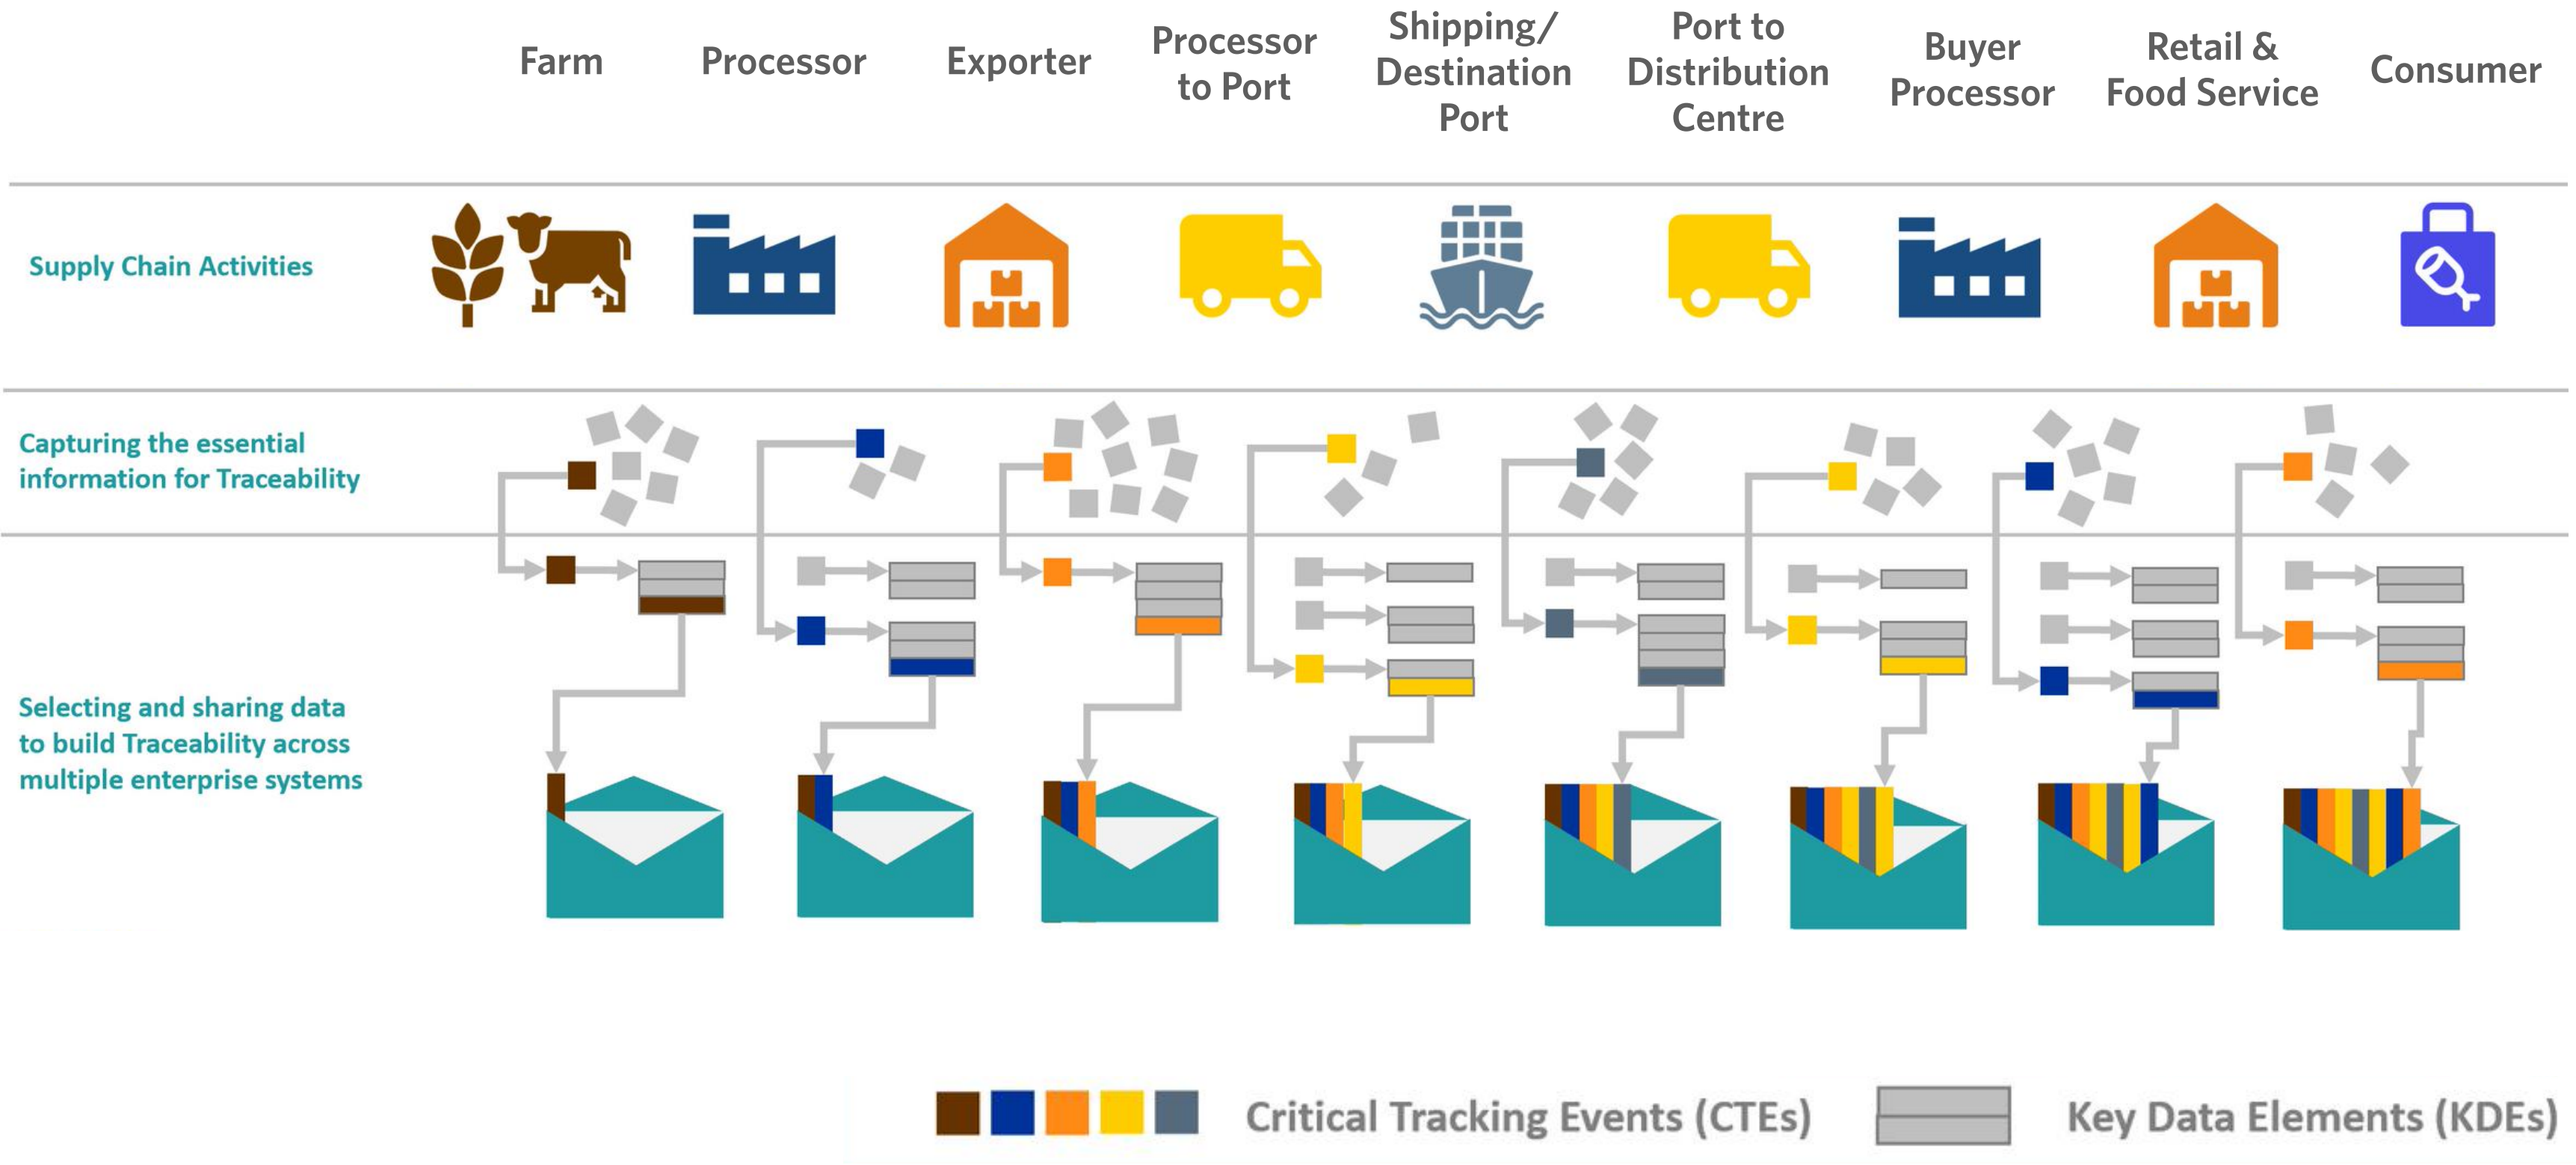 Farm
Processor
Exporter
Processor
to Port
Shipping/
Destination
Port
Port to
Distribution
Centre
Buyer
Processor
Retail &
Food Service
Consumer
Supply Chain Activities
Capturing the essential
information for Traceability
Selecting and sharing data
to build Traceability across
multiple enterprise systems
Critical Tracking Events (CTEs)
Key Data Elements (KDEs)